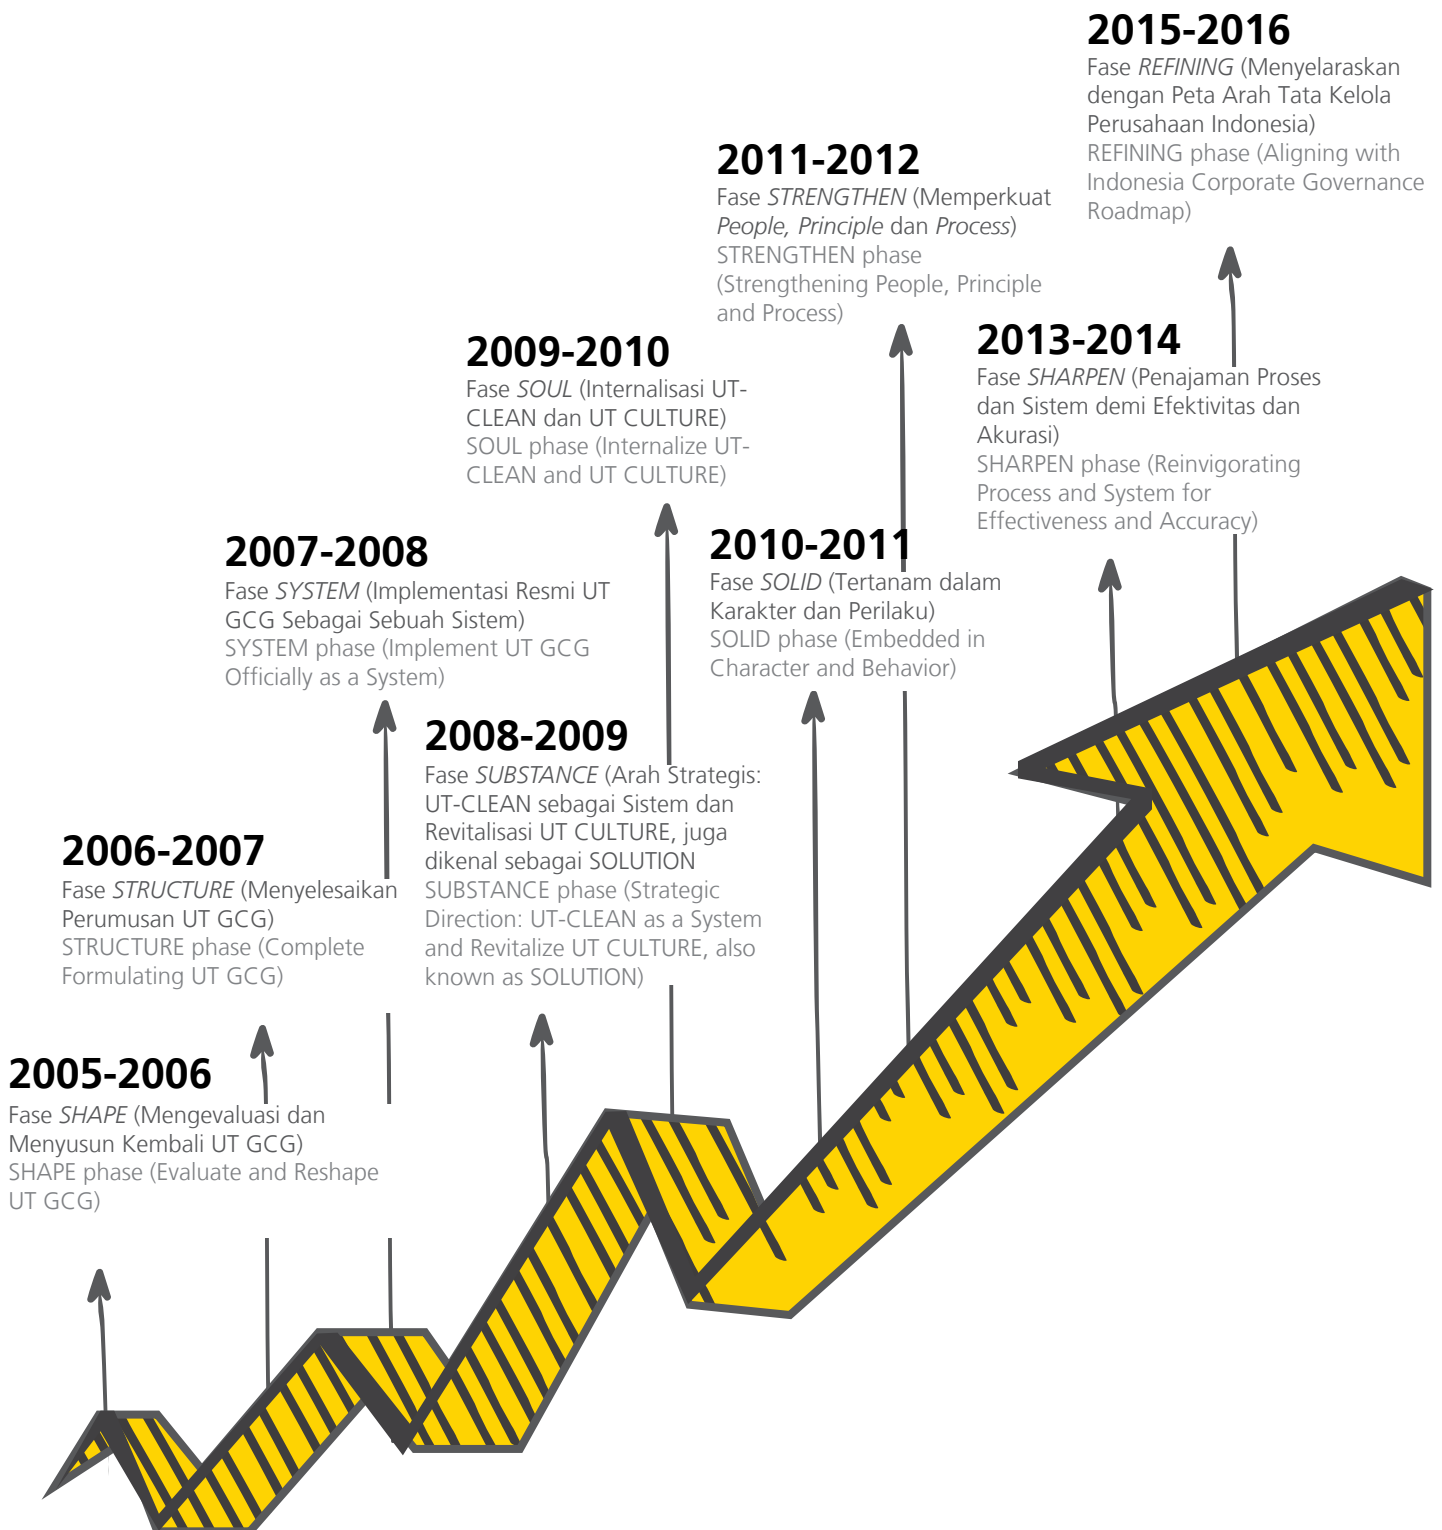 2015-2016
Fase REFINING (Menyelaraskan
dengan Peta Arah Tata Kelola
Perusahaan Indonesia)
REFINING phase (Aligning with
Indonesia Corporate Governance
Roadmap)
2011-2012
Fase STRENGTHEN (Memperkuat
People, Principle dan Process)
STRENGTHEN phase
(Strengthening People, Principle
and Process)
2013-2014
Fase SHARPEN (Penajaman Proses
dan Sistem demi Efektivitas dan
Akurasi)
SHARPEN phase (Reinvigorating
Process and System for
Effectiveness and Accuracy)
2009-2010
Fase SOUL (Internalisasi UT-
CLEAN dan UT CULTURE)
SOUL phase (Internalize UT-
CLEAN and UT CULTURE)
2010-2011
Fase SOLID (Tertanam dalam
Karakter dan Perilaku)
SOLID phase (Embedded in
Character and Behavior)
2007-2008
Fase SYSTEM (Implementasi Resmi UT
GCG Sebagai Sebuah Sistem)
SYSTEM phase (Implement UT GCG
Officially as a System)
2008-2009
Fase SUBSTANCE (Arah Strategis:
UT-CLEAN sebagai Sistem dan
Revitalisasi UT CULTURE, juga
dikenal sebagai SOLUTION
SUBSTANCE phase (Strategic
Direction: UT-CLEAN as a System
and Revitalize UT CULTURE, also
known as SOLUTION)
2006-2007
Fase STRUCTURE (Menyelesaikan
Perumusan UT GCG)
STRUCTURE phase (Complete
Formulating UT GCG)
2005-2006
Fase SHAPE (Mengevaluasi dan
Menyusun Kembali UT GCG)
SHAPE phase (Evaluate and Reshape
UT GCG)